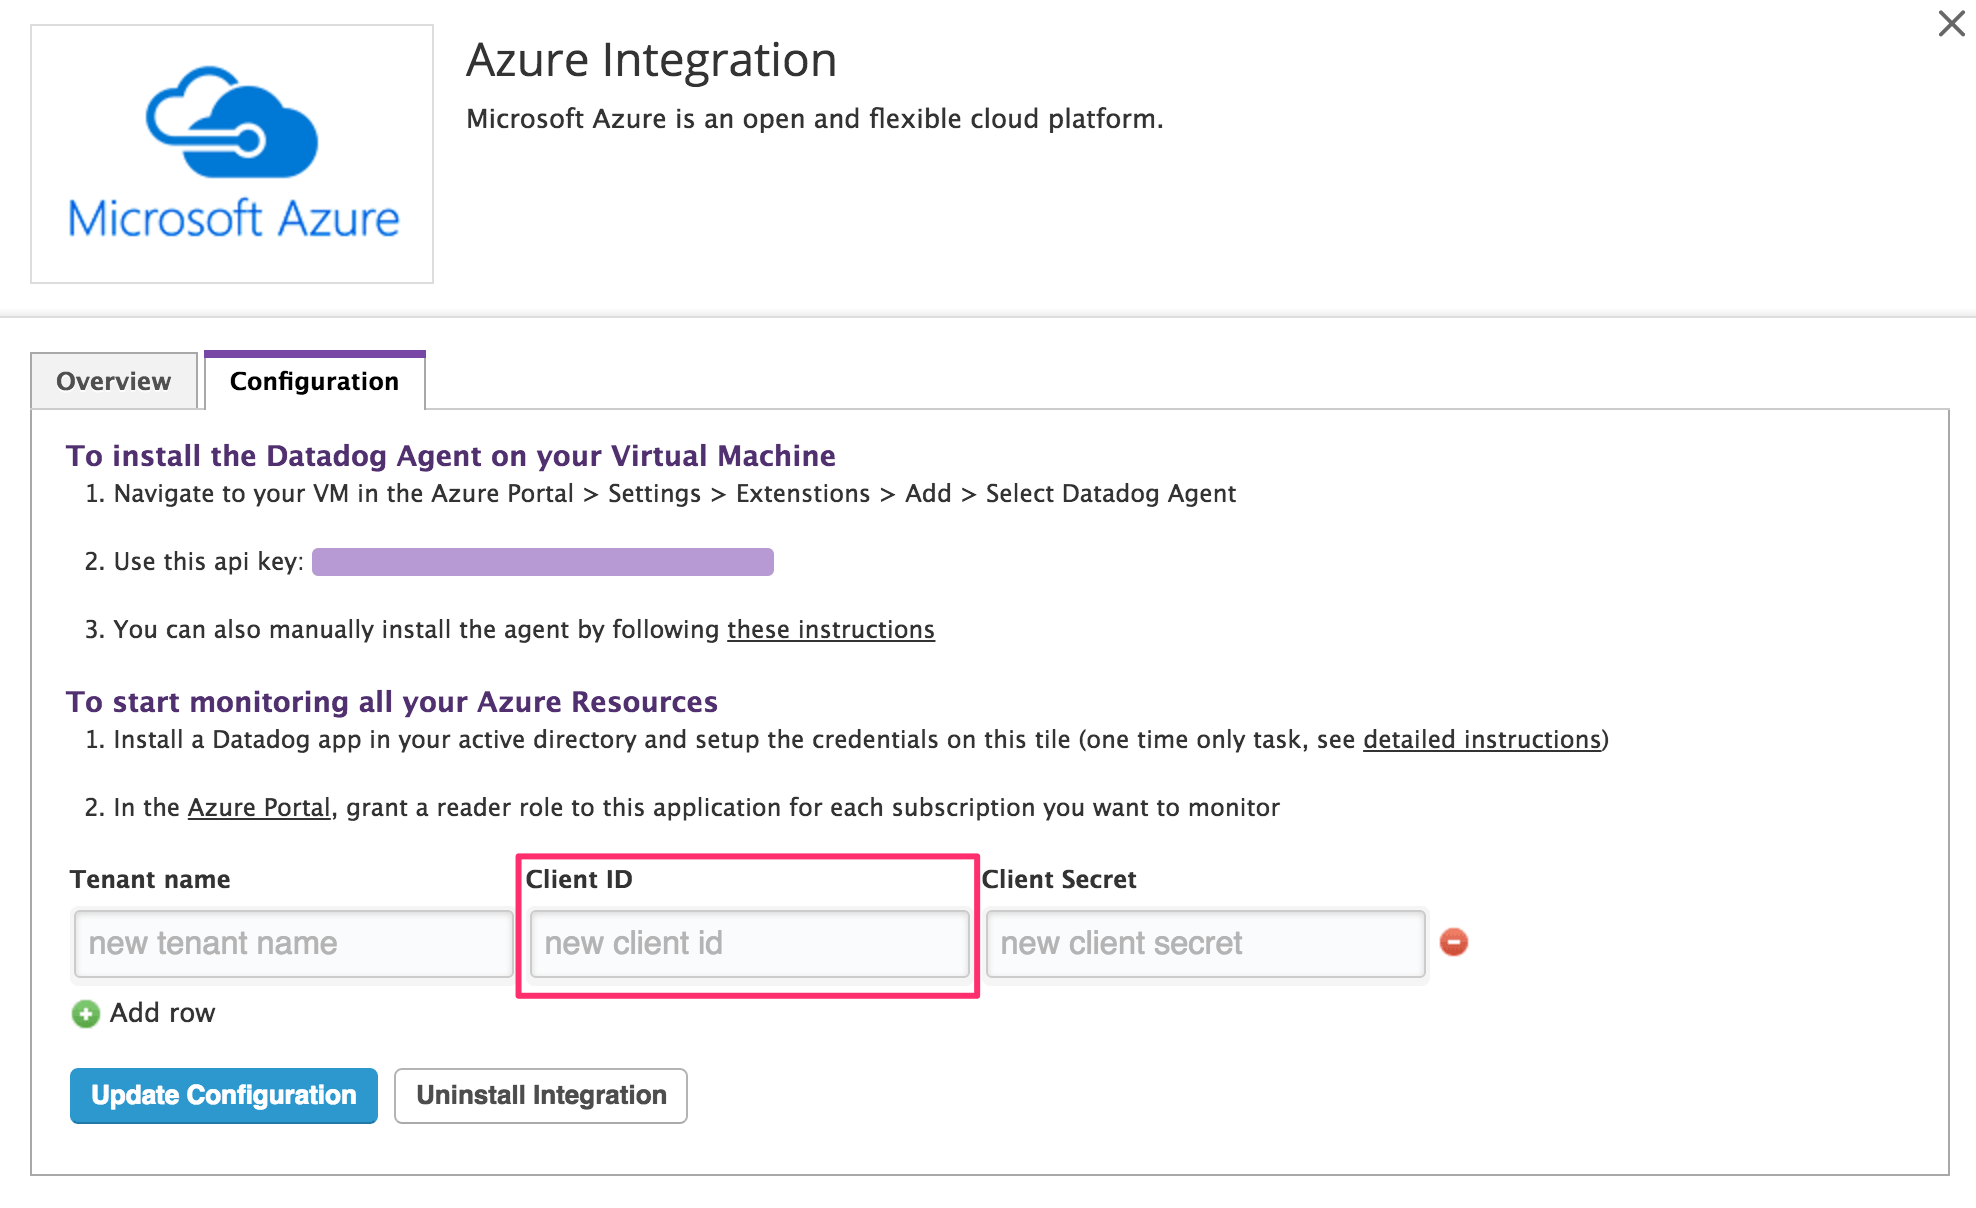 Microsoft Azure
Azure Integration
Microsoft Azure is an open and flexible cloud platform.
Overview
Configuration
To install the Datadog Agent on your Virtual Machine
1. Navigate to your VM in the Azure Portal > Settings > Extenstions > Add > Select Datadog Agent
2. Use this api key:
3. You can also manually install the agent by following these instructions
To start monitoring all your Azure Resources
1. Install a Datadog app in your active directory and setup the credentials on this tile (one time only task, see detailed instructions)
2. In the Azure Portal, grant a reader role to this application for each subscription you want to monitor
Tenant name
Client ID
Client Secret
new tenant name
new client id
new client secret
Add row
Update Configuration
Uninstall Integration